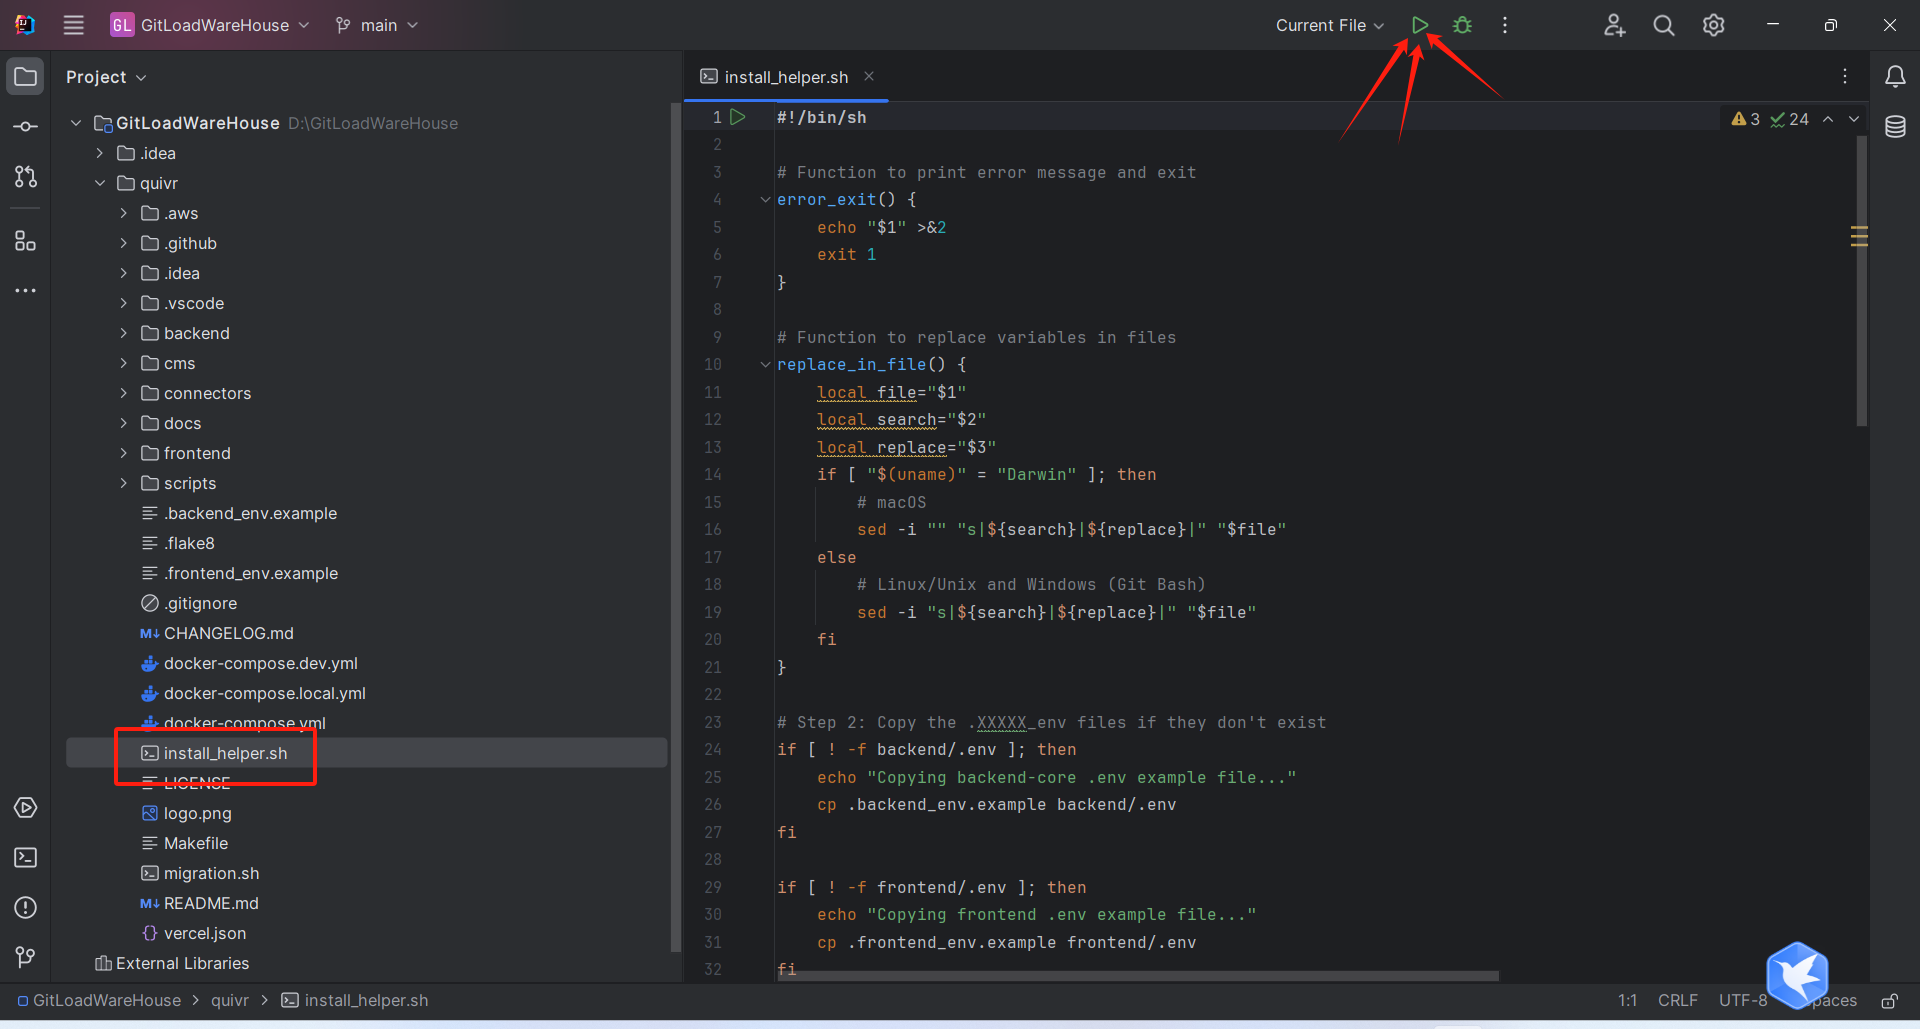 GL GitLoadWareHouse main Current File
Project
GitLoadWareHouse D:\GitLoadWareHouse
.idea
quivr
.aws
.github
.idea
.vscode
backend
cms
connectors
docs
frontend
scripts
.backend_env.example
.flake8
.frontend_env.example
.gitignore
M↓ CHANGELOG.md
docker-compose.dev.yml
docker-compose.local.yml
docker-compose.yml
install_helper.sh
LICENSE
logo.png
Makefile
migration.sh
M↓ README.md
{} vercel.json
External Libraries
install_helper.sh
3 24
1 #!/bin/sh
2
3 # Function to print error message and exit
4 error_exit() {
5 echo "$1" >&2
6 exit 1
7 }
8
9 # Function to replace variables in files
10 replace_in_file() {
11 local file="$1"
12 local search="$2"
13 local replace="$3"
14 if [ "$(uname)" = "Darwin" ]; then
15 # macOS
16 sed -i "" "s|${search}|${replace}|" "$file"
17 else
18 # Linux/Unix and Windows (Git Bash)
19 sed -i "s|${search}|${replace}|" "$file"
20 fi
21 }
22
23 # Step 2: Copy the .XXXXX_env files if they don't exist
24 if [ ! -f backend/.env ]; then
25 echo "Copying backend-core .env example file..."
26 cp .backend_env.example backend/.env
27 fi
28
29 if [ ! -f frontend/.env ]; then
30 echo "Copying frontend .env example file..."
31 cp .frontend_env.example frontend/.env
32 fi
GitLoadWareHouse > quivr > install_helper.sh 1:1 CRLF UTF-8 paces